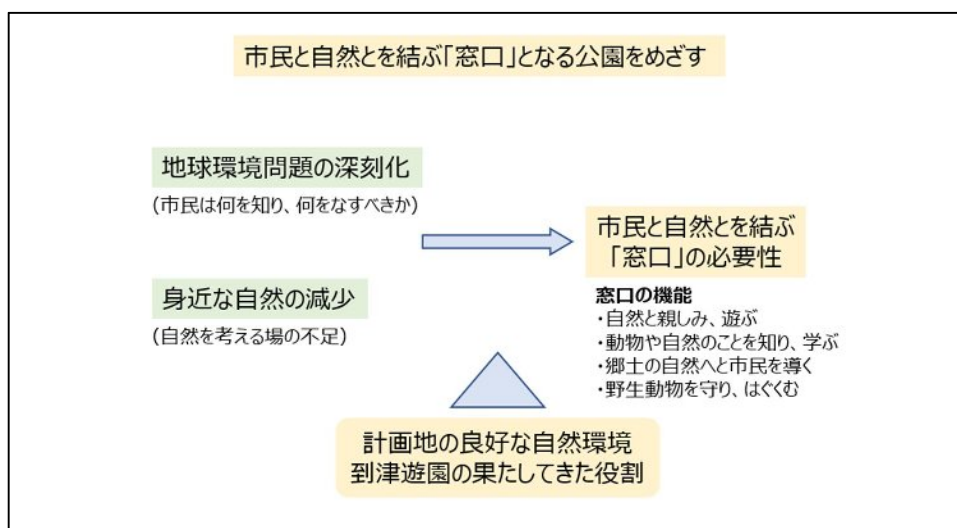 市民と自然とを結ぶ「窓口」となる公園をめざす
地球環境問題の深刻化
(市民は何を知り、何をなすべきか)
身近な自然の減少
(自然を考える場の不足)
市民と自然とを結ぶ
「窓口」の必要性
窓口の機能
・自然と親しみ、遊ぶ
・動物や自然のことを知り、学ぶ
・郷土の自然へと市民を導く
・野生動物を守り、はぐくむ
計画地の良好な自然環境
到津遊園の果たしてきた役割